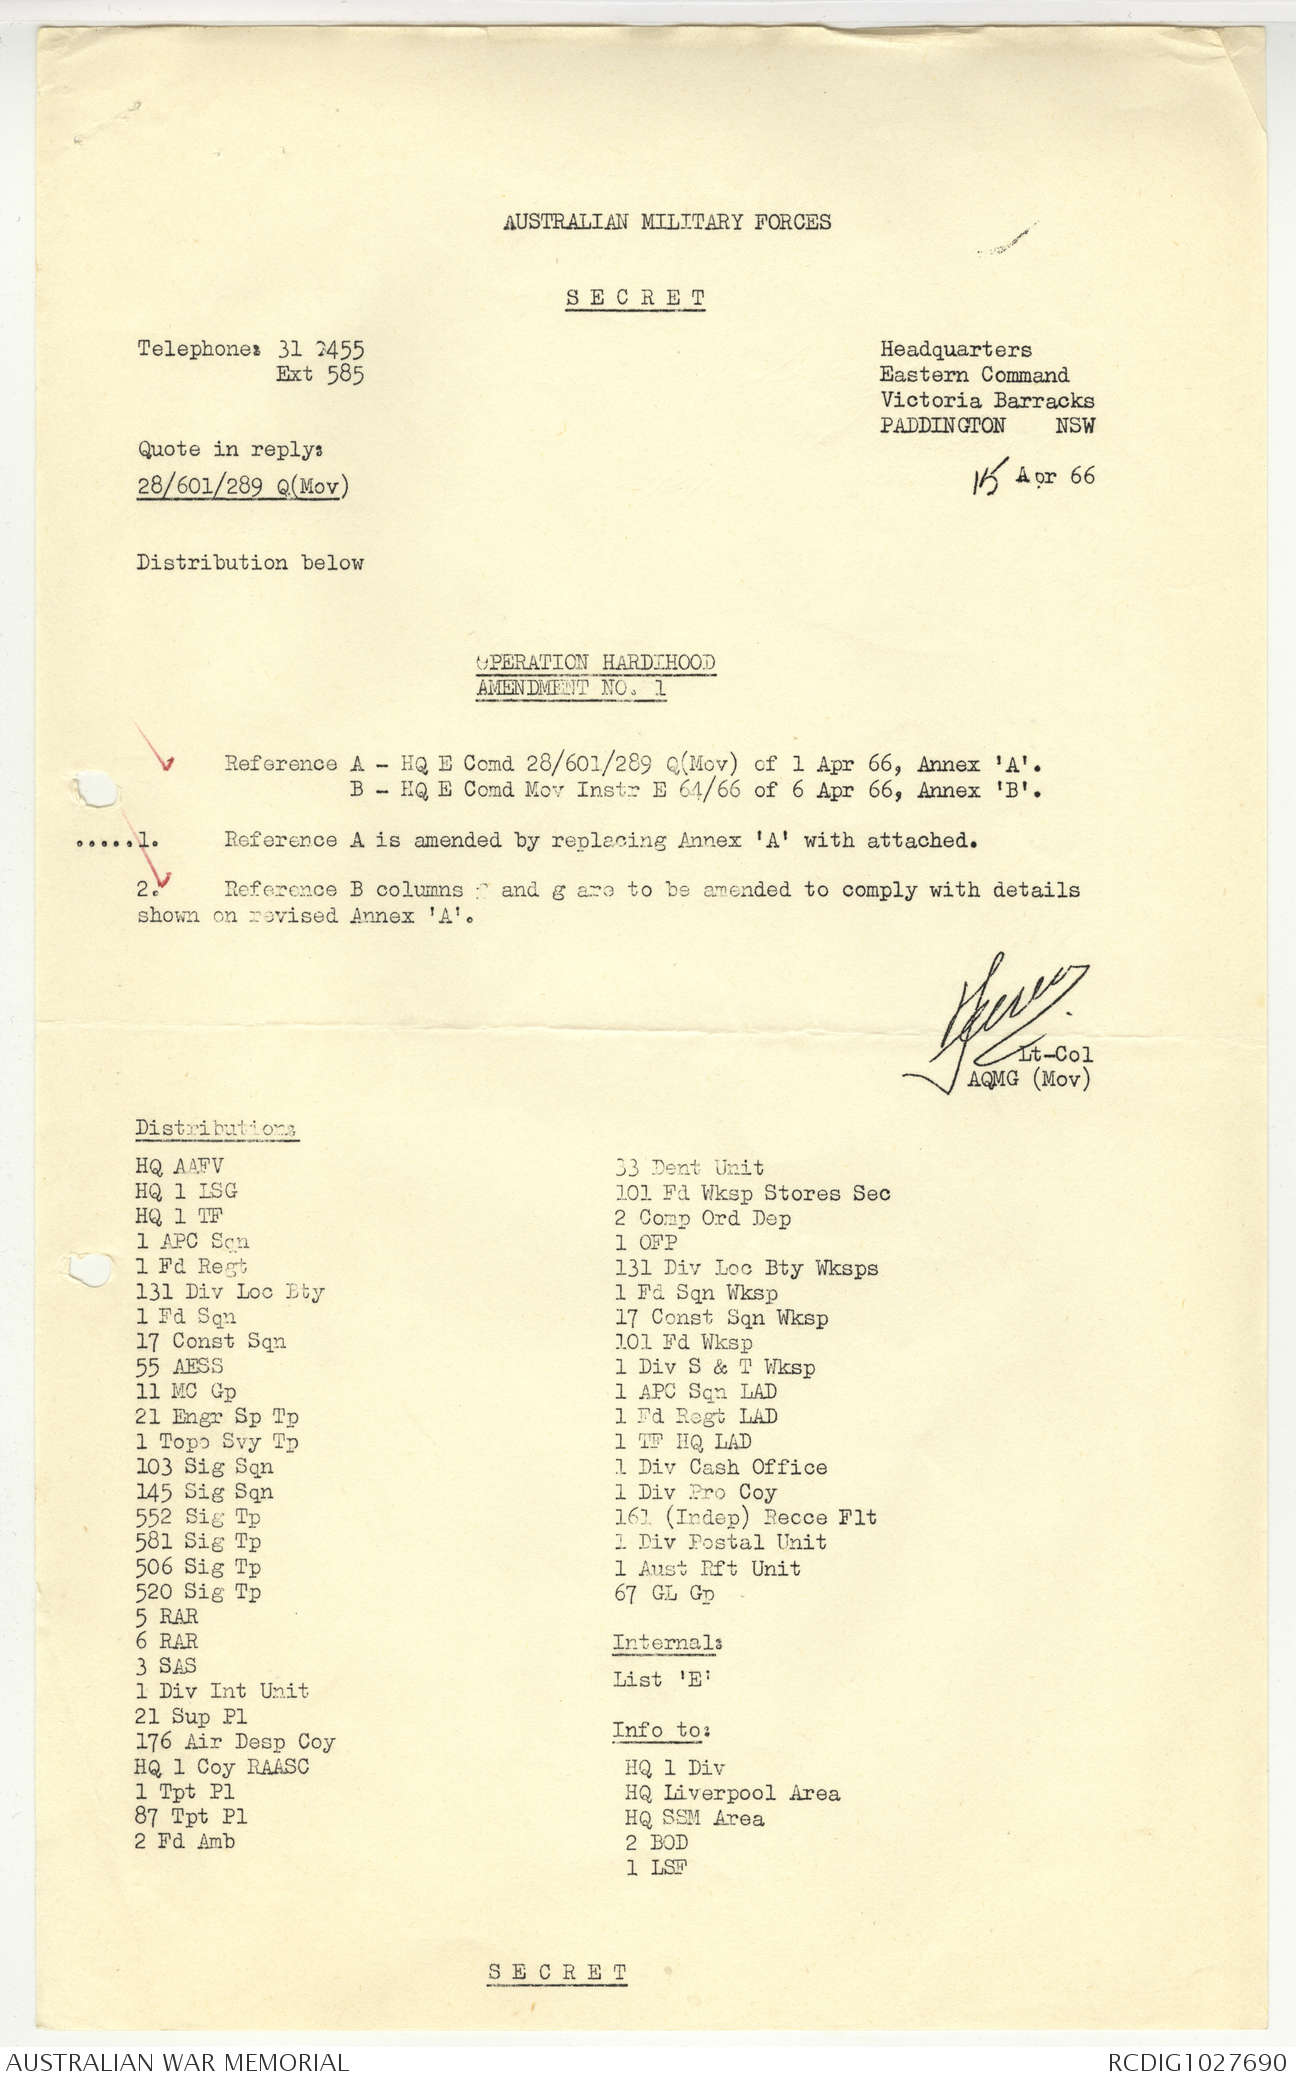 AUSTRALIAN MILITARY FORCES
S E C R E T
Telephone: 31 2455
Ext 585
Headquarters
Eastern Command
Victoria Barracks
PADDINGTON NSW
Quote in reply:
28/601/289 Q(Mov)
15 Apr 66
Distribution below
OPERATION HARDIHOOD
AMENDMENT NO. 1
Reference A - HQ E Comd 28/601/289 Q(Mov) of 1 Apr 66, Annex 'A'.
B - HQ E Comd Mov Instr E 64/66 of 6 Apr 66, Annex 'B'.
.....1. Reference A is amended by replacing Annex 'A' with attached.
2. Reference B columns and g are to be amended to comply with details
shown on revised Annex 'A'.
Lt-Col
AQMG (Mov)
Distribution:
HQ AAFV
HQ 1 LSG
HQ 1 TF
1 APC Sqn
1 Fd Regt
131 Div Loc Bty
1 Fd Sqn
17 Const Sqn
55 AESS
11 MC Gp
21 Engr Sp Tp
1 Topo Svy Tp
103 Sig Sqn
145 Sig Sqn
552 Sig Tp
581 Sig Tp
506 Sig Tp
520 Sig Tp
5 RAR
6 RAR
3 SAS
1 Div Int Unit
21 Sup Pl
176 Air Desp Coy
HQ 1 Coy RAASC
1 Tpt Pl
87 Tpt Pl
2 Fd Amb
33 Dent Unit
101 Fd Wksp Stores Sec
2 Comp Ord Dep
1 OFP
131 Div Loc Bty Wksps
1 Fd Sqn Wksp
17 Const Sqn Wksp
101 Fd Wksp
1 Div S & T Wksp
1 APC Sqn LAD
1 Fd Regt LAD
1 TF HQ LAD
1 Div Cash Office
1 Div Pro Coy
161 (Indep) Recce Flt
1 Div Postal Unit
1 Aust Rft Unit
67 GL Gp
Internal:
List 'E'
Info to:
HQ 1 Div
HQ Liverpool Area
HQ SSM Area
2 BOD
1 LSF
S E C R E T
AUSTRALIAN WAR MEMORIAL
RCDIG1027690